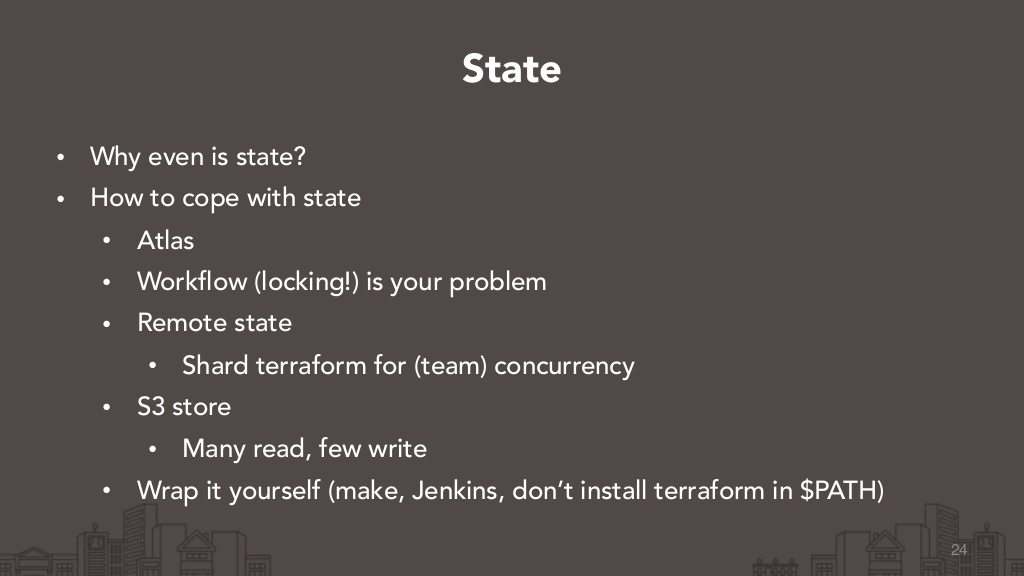 State
• Why even is state?
• How to cope with state
• Atlas
• Workflow (locking!) is your problem
• Remote state
• Shard terraform for (team) concurrency
• S3 store
• Many read, few write
• Wrap it yourself (make, Jenkins, don’t install terraform in $PATH)
24